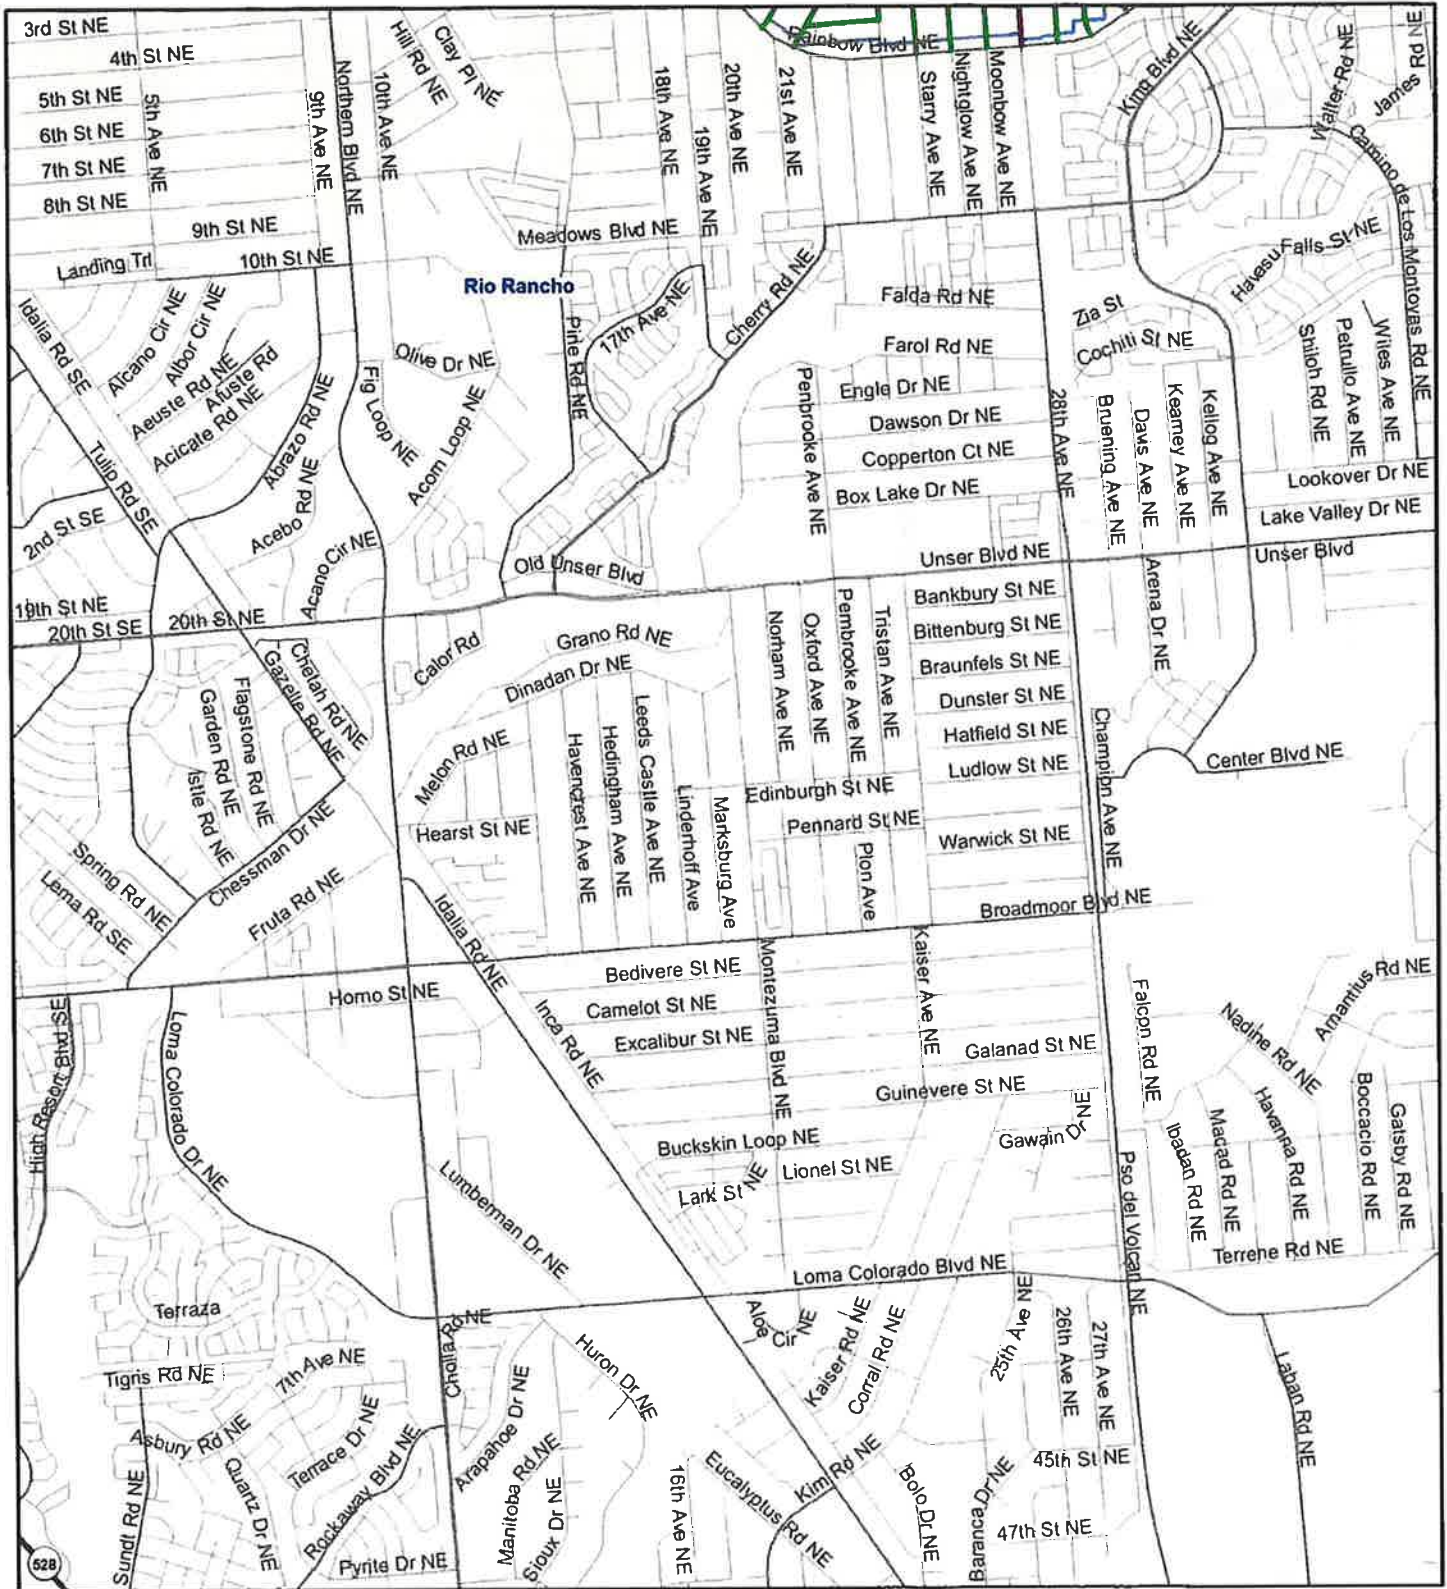 3rd St NE
4th St NE
5th St NE
6th St NE
7th St NE
8th St NE
5th Ave NE
9th Ave NE
Northern Blvd NE
10th Ave NE
Hill Rd NE
Clay Pl NE
18th Ave NE
19th Ave NE
20th Ave NE
21st Ave NE
Rainbow Blvd NE
Starry Ave NE
Nightglow Ave NE
Moonbow Ave NE
King Blvd NE
Walter Rd NE
James Rd NE
Camino de Los Montoyas Rd NE
9th St NE
Landing Trl
10th St NE
Meadows Blvd NE
Rio Rancho
Havasu Falls St NE
Idalia Rd SE
Alcano Cir NE
Albor Cir NE
Aeuste Rd NE
Afuste Rd
Acicate Rd NE
Abrazo Rd NE
Olive Dr NE
Fig Loop NE
Acorn Loop NE
Pine Rd NE
17th Ave NE
Cherry Rd NE
Falda Rd NE
Farol Rd NE
Engle Dr NE
Dawson Dr NE
Copperton Ct NE
Box Lake Dr NE
Penbrooke Ave NE
28th Ave NE
Zia St
Cochiti St NE
Bruening Ave NE
Davis Ave NE
Kearney Ave NE
Kellog Ave NE
Shiloh Rd NE
Petrullo Ave NE
Wiles Ave NE
Lookover Dr NE
Lake Valley Dr NE
Tulip Rd SE
2nd St SE
Acebo Rd NE
Acano Cir NE
Old Unser Blvd
Unser Blvd NE
Unser Blvd
19th St NE
20th St SE
20th St NE
Calor Rd
Grano Rd NE
Dinadan Dr NE
Norham Ave NE
Oxford Ave NE
Pembrooke Ave NE
Tristan Ave NE
Bankbury St NE
Bittenburg St NE
Braunfels St NE
Dunster St NE
Hatfield St NE
Ludlow St NE
Arena Dr NE
Champion Ave NE
Center Blvd NE
Chelah Rd NE
Gazelle Rd NE
Flagstone Rd NE
Garden Rd NE
Istle Rd NE
Melon Rd NE
Havencrest Ave NE
Hedingham Ave NE
Leeds Castle Ave NE
Linderhoff Ave
Marksburg Ave
Edinburgh St NE
Pennard St NE
Plon Ave
Warwick St NE
Hearst St NE
Chessman Dr NE
Spring Rd NE
Lema Rd SE
Fruta Rd NE
Idalia Rd NE
Broadmoor Blvd NE
Bedivere St NE
Camelot St NE
Excalibur St NE
Montezuma Blvd NE
Kaiser Ave NE
Homo St NE
Inca Rd NE
Galanad St NE
Guinevere St NE
Gawain Dr NE
Falcon Rd NE
Nadine Rd NE
Amantius Rd NE
High Resort Blvd SE
Loma Colorado Dr NE
Buckskin Loop NE
Lionel St NE
Lark St NE
Ibadan Rd NE
Macad Rd NE
Havanna Rd NE
Boccacio Rd NE
Gatsby Rd NE
Terrene Rd NE
Pso del Volcan NE
Lumberman Dr NE
Loma Colorado Blvd NE
Terraza
Cholla Rd NE
Aloe Cir NE
Kaiser Rd NE
Corral Rd NE
25th Ave NE
26th Ave NE
27th Ave NE
Laban Rd NE
Tigris Rd NE
7th Ave NE
Huron Dr NE
Arapahoe Dr NE
Asbury Rd NE
Terrace Dr NE
Quartz Dr NE
Rockaway Blvd NE
Manitoba Rd NE
Sioux Dr NE
16th Ave NE
Eucalyptus Rd NE
Kim Rd NE
Bolo Dr NE
Baranca Dr NE
45th St NE
47th St NE
Sundt Rd NE
Pyrite Dr NE
528